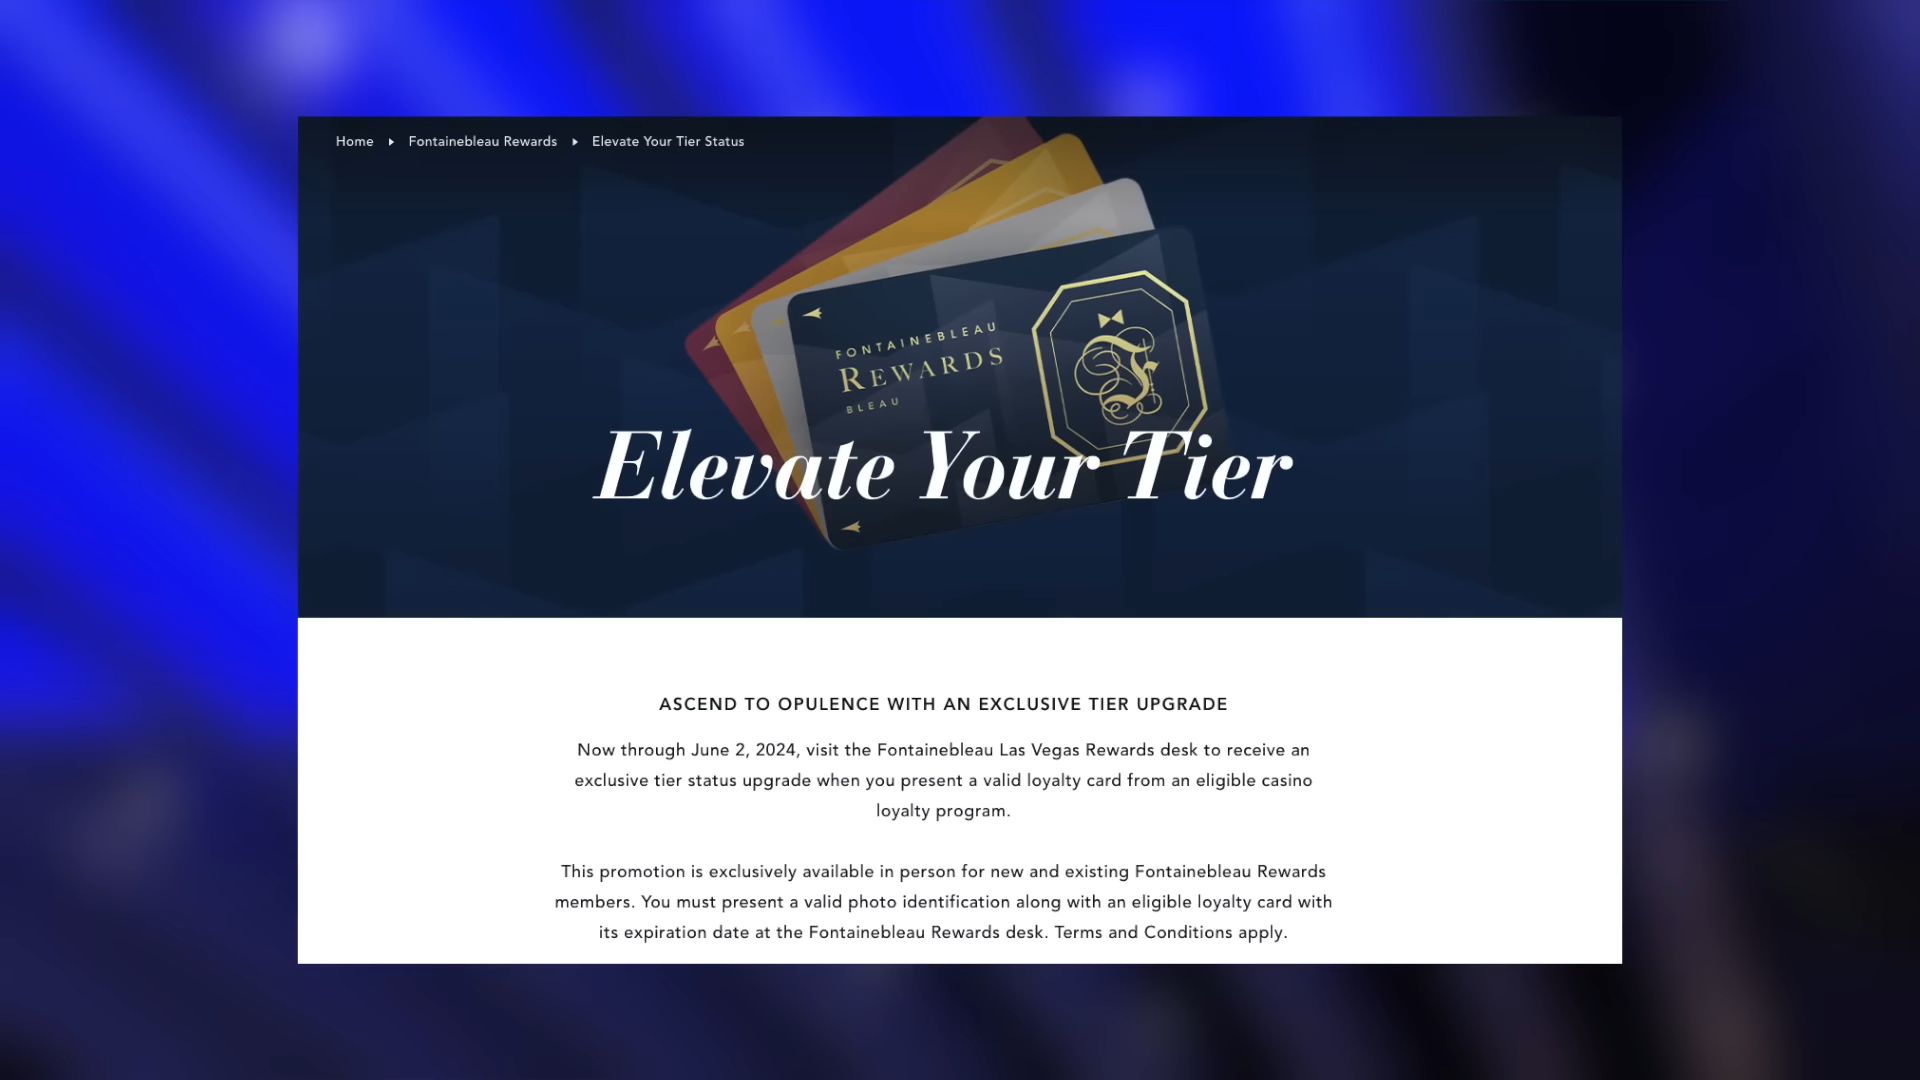 Home ▸ Fontainebleau Rewards ▸ Elevate Your Tier Status
FONTAINEBLEAU
REWARDS
BLEAU
Elevate Your Tier
ASCEND TO OPULENCE WITH AN EXCLUSIVE TIER UPGRADE
Now through June 2, 2024, visit the Fontainebleau Las Vegas Rewards desk to receive an
exclusive tier status upgrade when you present a valid loyalty card from an eligible casino
loyalty program.
This promotion is exclusively available in person for new and existing Fontainebleau Rewards
members. You must present a valid photo identification along with an eligible loyalty card with
its expiration date at the Fontainebleau Rewards desk. Terms and Conditions apply.